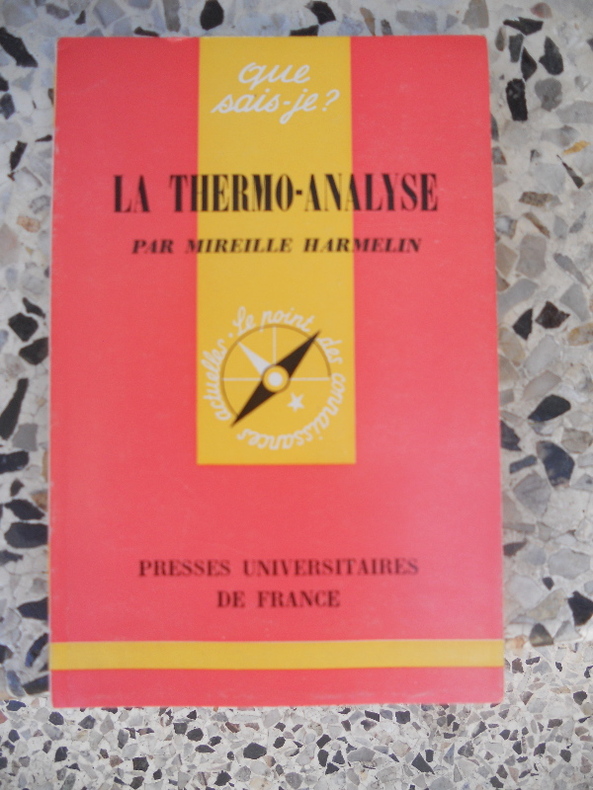 que
sais-je?
LA THERMO-ANALYSE
PAR MIREILLE HARMELIN
Le point des connaissances actuelles.
PRESSES UNIVERSITAIRES
DE FRANCE